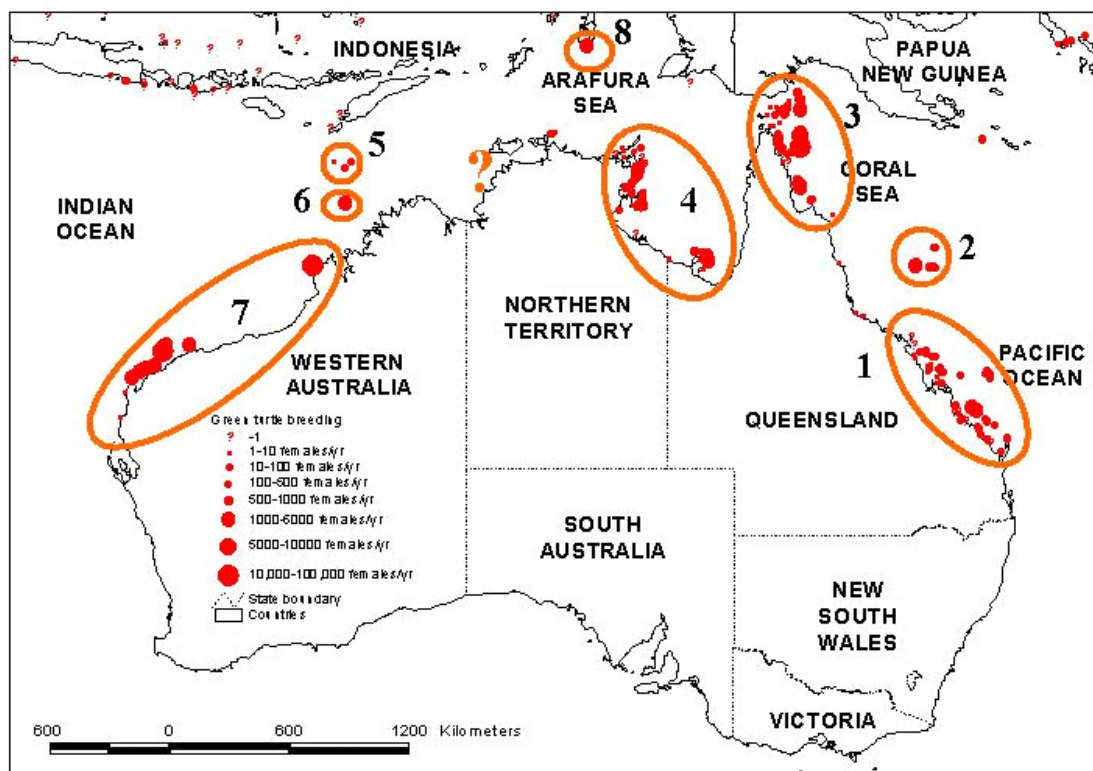 8
INDONESIA
PAPUA
NEW GUINEA
ARAFURA
SEA
3
5
?
CORAL
SEA
INDIAN
OCEAN
6
4
2
7
NORTHERN
TERRITORY
WESTERN
AUSTRALIA
1
PACIFIC
OCEAN
QUEENSLAND
Green turtle breeding
? -1
1-10 females/yr
10-100 females/yr
100-500 females/yr
500-1000 females/yr
1000-5000 females/yr
5000-10000 females/yr
10,000-100,000 females/yr
State boundary
Countries
SOUTH
AUSTRALIA
NEW
SOUTH
WALES
VICTORIA
600 0 600 1200 Kilometers